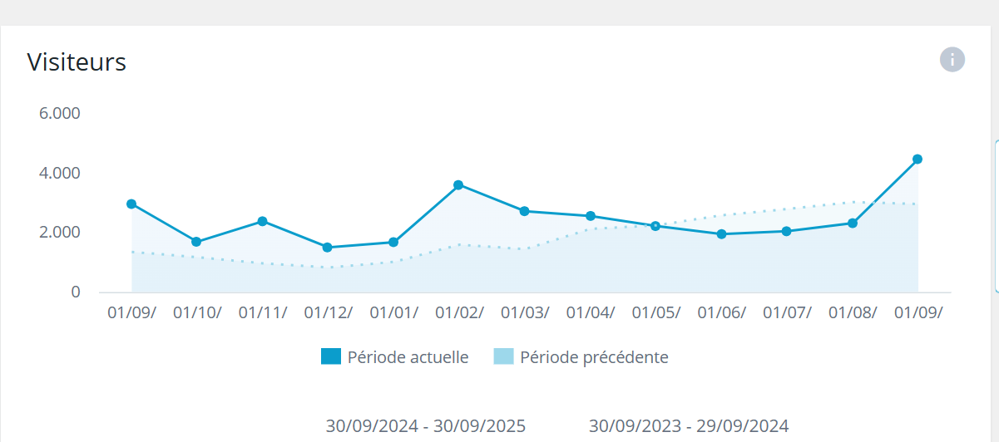 Visiteurs
i
6.000
4.000
2.000
0
01/09/ 01/10/ 01/11/ 01/12/ 01/01/ 01/02/ 01/03/ 01/04/ 01/05/ 01/06/ 01/07/ 01/08/ 01/09/
Période actuelle Période précédente
30/09/2024 - 30/09/2025 30/09/2023 - 29/09/2024